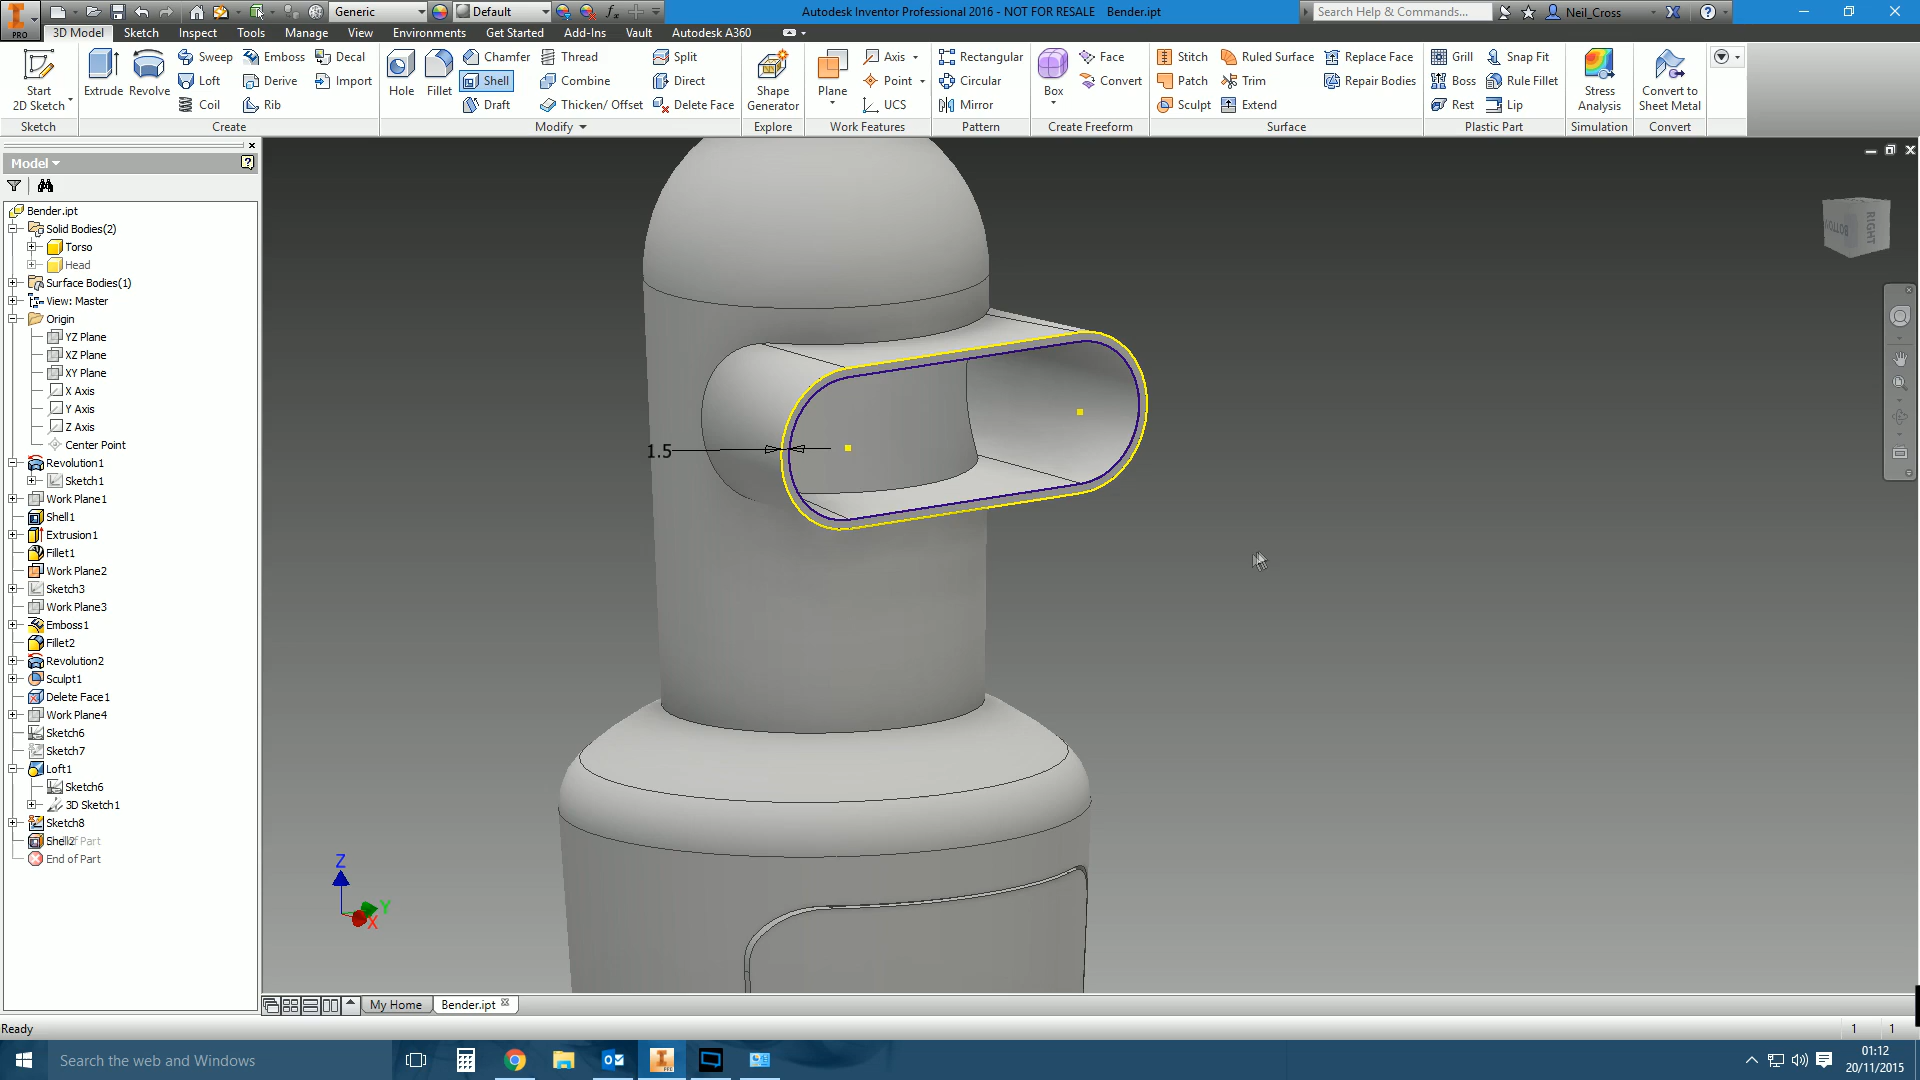 Generic
Default
Autodesk Inventor Professional 2016 - NOT FOR RESALE Bender.ipt
Search Help & Commands...
Neil_Cross
PRO
3D Model Sketch Inspect Tools Manage View Environments Get Started Add-Ins Vault Autodesk A360
Start
2D Sketch
Extrude
Revolve
Sweep
Emboss
Decal
Loft
Derive
Import
Coil
Rib
Hole
Fillet
Chamfer
Thread
Split
Shell
Combine
Direct
Draft
Thicken/ Offset
Delete Face
Shape
Generator
Plane
Axis
Point
UCS
Rectangular
Circular
Mirror
Box
Face
Convert
Stitch
Ruled Surface
Replace Face
Patch
Trim
Repair Bodies
Sculpt
Extend
Grill
Snap Fit
Boss
Rule Fillet
Rest
Lip
Stress
Analysis
Convert to
Sheet Metal
Sketch
Create
Modify
Explore
Work Features
Pattern
Create Freeform
Surface
Plastic Part
Simulation
Convert
Model
Bender.ipt
Solid Bodies(2)
Torso
Head
Surface Bodies(1)
View: Master
Origin
YZ Plane
XZ Plane
XY Plane
X Axis
Y Axis
Z Axis
Center Point
Revolution1
Sketch1
Work Plane1
Shell1
Extrusion1
Fillet1
Work Plane2
Sketch3
Work Plane3
Emboss1
Fillet2
Revolution2
Sculpt1
Delete Face1
Work Plane4
Sketch6
Sketch7
Loft1
Sketch6
3D Sketch1
Sketch8
Shell2
End of Part
1.5
BOTTOM
RIGHT
Z
Y
X
My Home
Bender.ipt
Ready
1 1
Search the web and Windows
01:12
20/11/2015